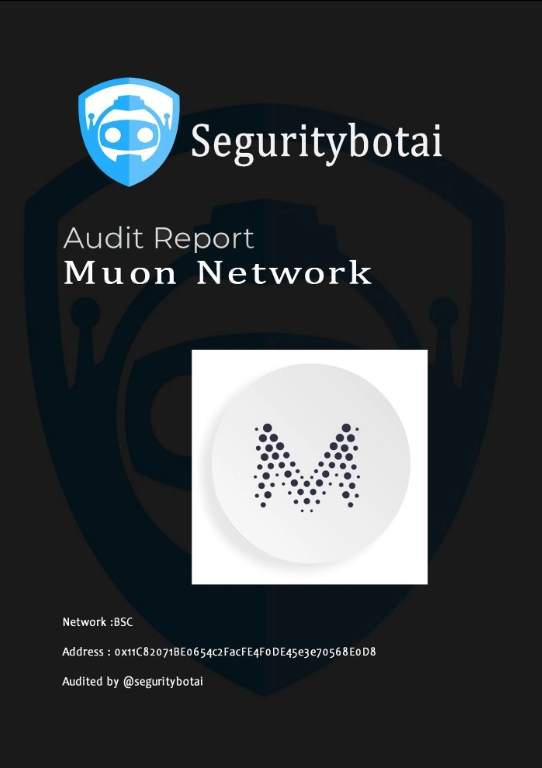 Seguritybotai
Audit Report
Muon Network
Network :BSC
Address : 0x11C82071BE0654c2FacFE4F0DE45e3e70568E0D8
Audited by @seguritybotai